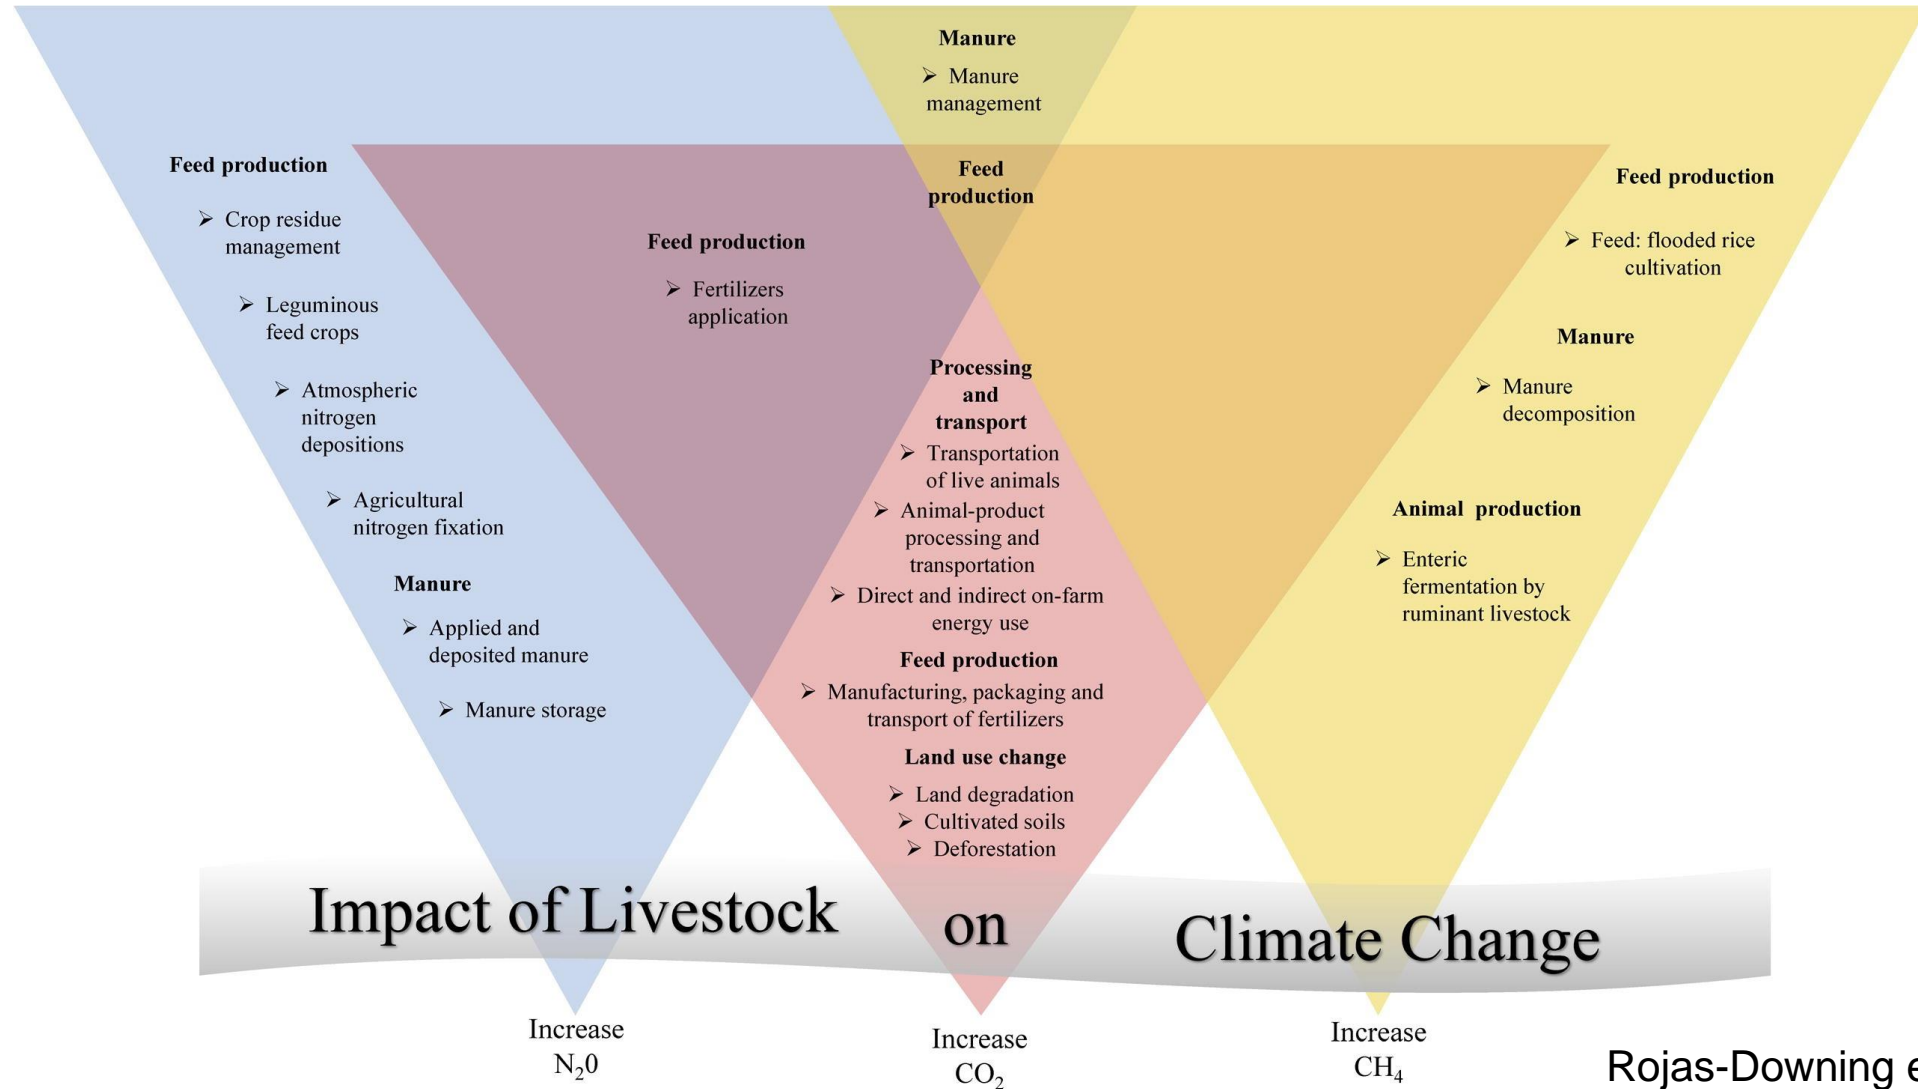 Manure
➢ Manure
management
Feed production
➢ Crop residue
management
➢ Leguminous
feed crops
➢ Atmospheric
nitrogen
depositions
➢ Agricultural
nitrogen fixation
Manure
➢ Applied and
deposited manure
➢ Manure storage
Feed production
➢ Fertilizers
application
Feed
production
Processing
and
transport
➢ Transportation
of live animals
➢ Animal-product
processing and
transportation
➢ Direct and indirect on-farm
energy use
Feed production
➢ Manufacturing, packaging and
transport of fertilizers
Land use change
➢ Land degradation
➢ Cultivated soils
➢ Deforestation
Feed production
➢ Feed: flooded rice
cultivation
Manure
➢ Manure
decomposition
Animal production
➢ Enteric
fermentation by
ruminant livestock
Impact of Livestock on Climate Change
Increase
N₂0
Increase
CO₂
Increase
CH₄
Rojas-Downing